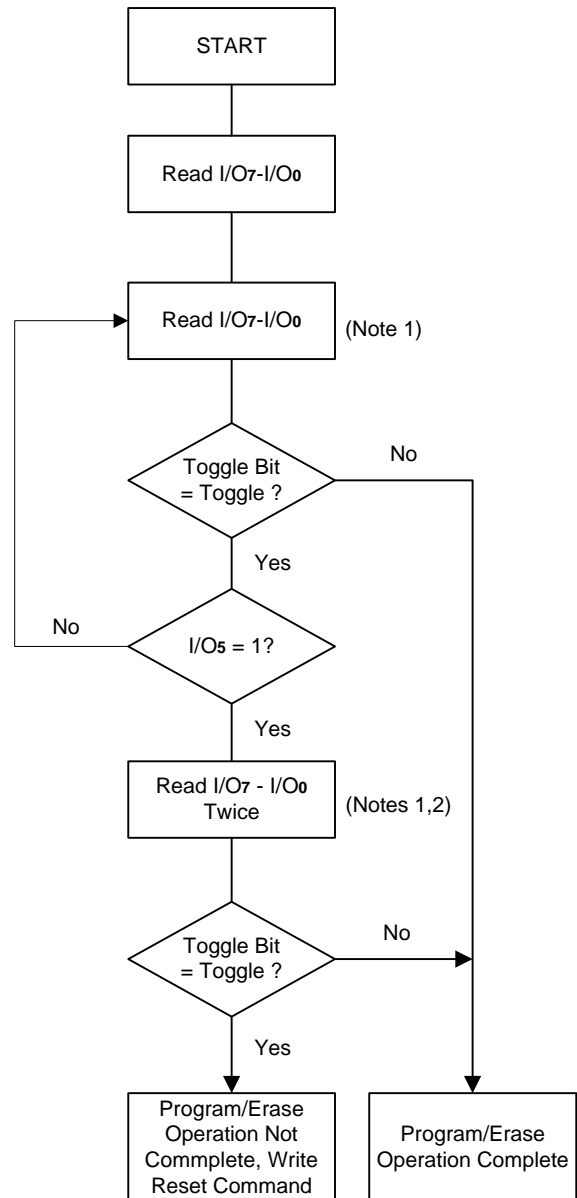 START
Read I/O7-I/O0
Read I/O7-I/O0
(Note 1)
Toggle Bit
= Toggle ?
No
Yes
No
I/O5 = 1?
Yes
Read I/O7 - I/O0
Twice
(Notes 1,2)
Toggle Bit
= Toggle ?
No
Yes
Program/Erase
Operation Not
Commplete, Write
Reset Command
Program/Erase
Operation Complete